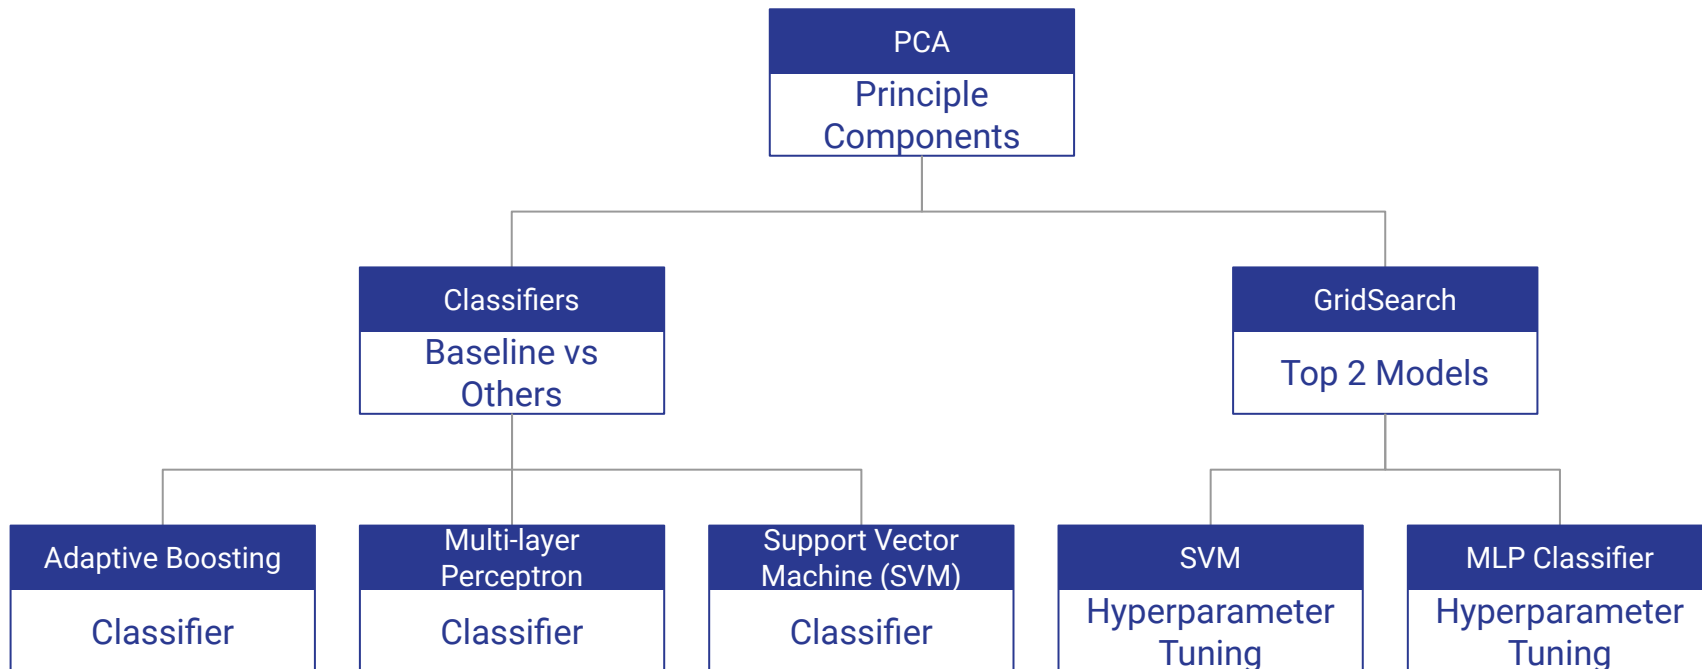 PCA
Principle
Components
Classifiers
Baseline vs
Others
GridSearch
Top 2 Models
Adaptive Boosting
Classifier
Multi-layer
Perceptron
Classifier
Support Vector
Machine (SVM)
Classifier
SVM
Hyperparameter
Tuning
MLP Classifier
Hyperparameter
Tuning